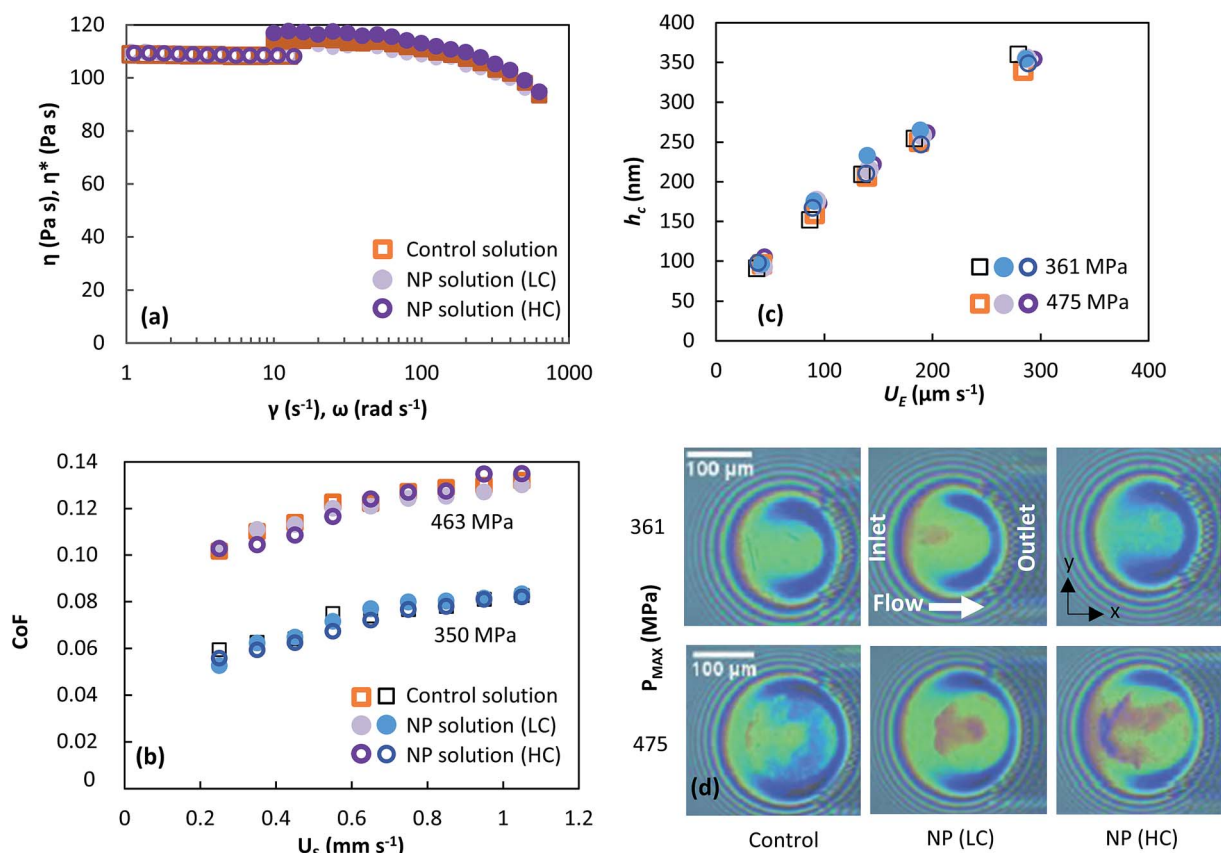 120
100
80
60
40
20
0
η (Pa s), η* (Pa s)
Control solution
NP solution (LC)
NP solution (HC)
(a)
1
10
100
1000
γ (s⁻¹), ω (rad s⁻¹)
400
350
300
250
200
150
100
50
0
h_c (nm)
361 MPa
475 MPa
(c)
0
100
200
300
400
U_E (µm s⁻¹)
0.14
0.12
0.10
0.08
0.06
0.04
0.02
0
CoF
463 MPa
350 MPa
Control solution
NP solution (LC)
NP solution (HC)
(b)
0
0.2
0.4
0.6
0.8
1
1.2
U_S (mm s⁻¹)
P_MAX (MPa)
361
475
100 µm
Inlet
Outlet
Flow
y
x
100 µm
(d)
Control
NP (LC)
NP (HC)